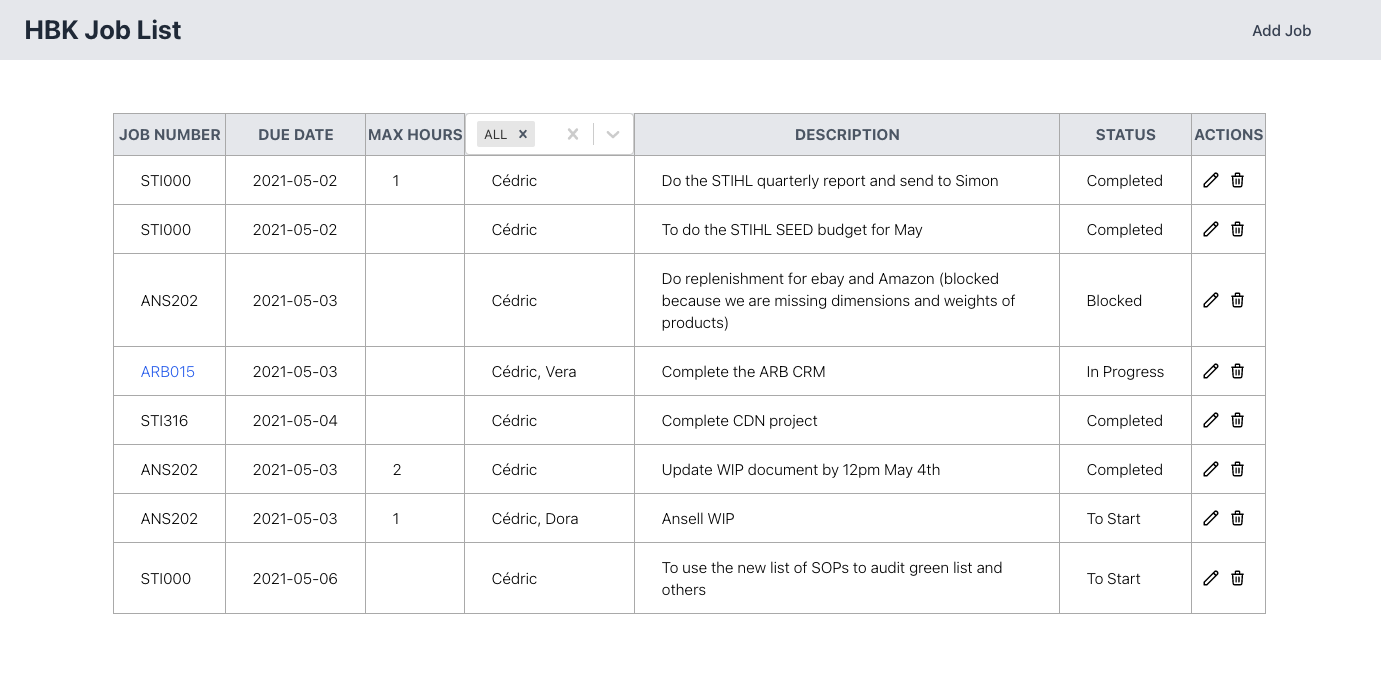 HBK Job List
Add Job
JOB NUMBER DUE DATE MAX HOURS ALL DESCRIPTION STATUS ACTIONS
STI000 2021-05-02 1 Cédric Do the STIHL quarterly report and send to Simon Completed
STI000 2021-05-02 Cédric To do the STIHL SEED budget for May Completed
ANS202 2021-05-03 Cédric Do replenishment for ebay and Amazon (blocked
because we are missing dimensions and weights of
products) Blocked
ARB015 2021-05-03 Cédric, Vera Complete the ARB CRM In Progress
STI316 2021-05-04 Cédric Complete CDN project Completed
ANS202 2021-05-03 2 Cédric Update WIP document by 12pm May 4th Completed
ANS202 2021-05-03 1 Cédric, Dora Ansell WIP To Start
STI000 2021-05-06 Cédric To use the new list of SOPs to audit green list and
others To Start